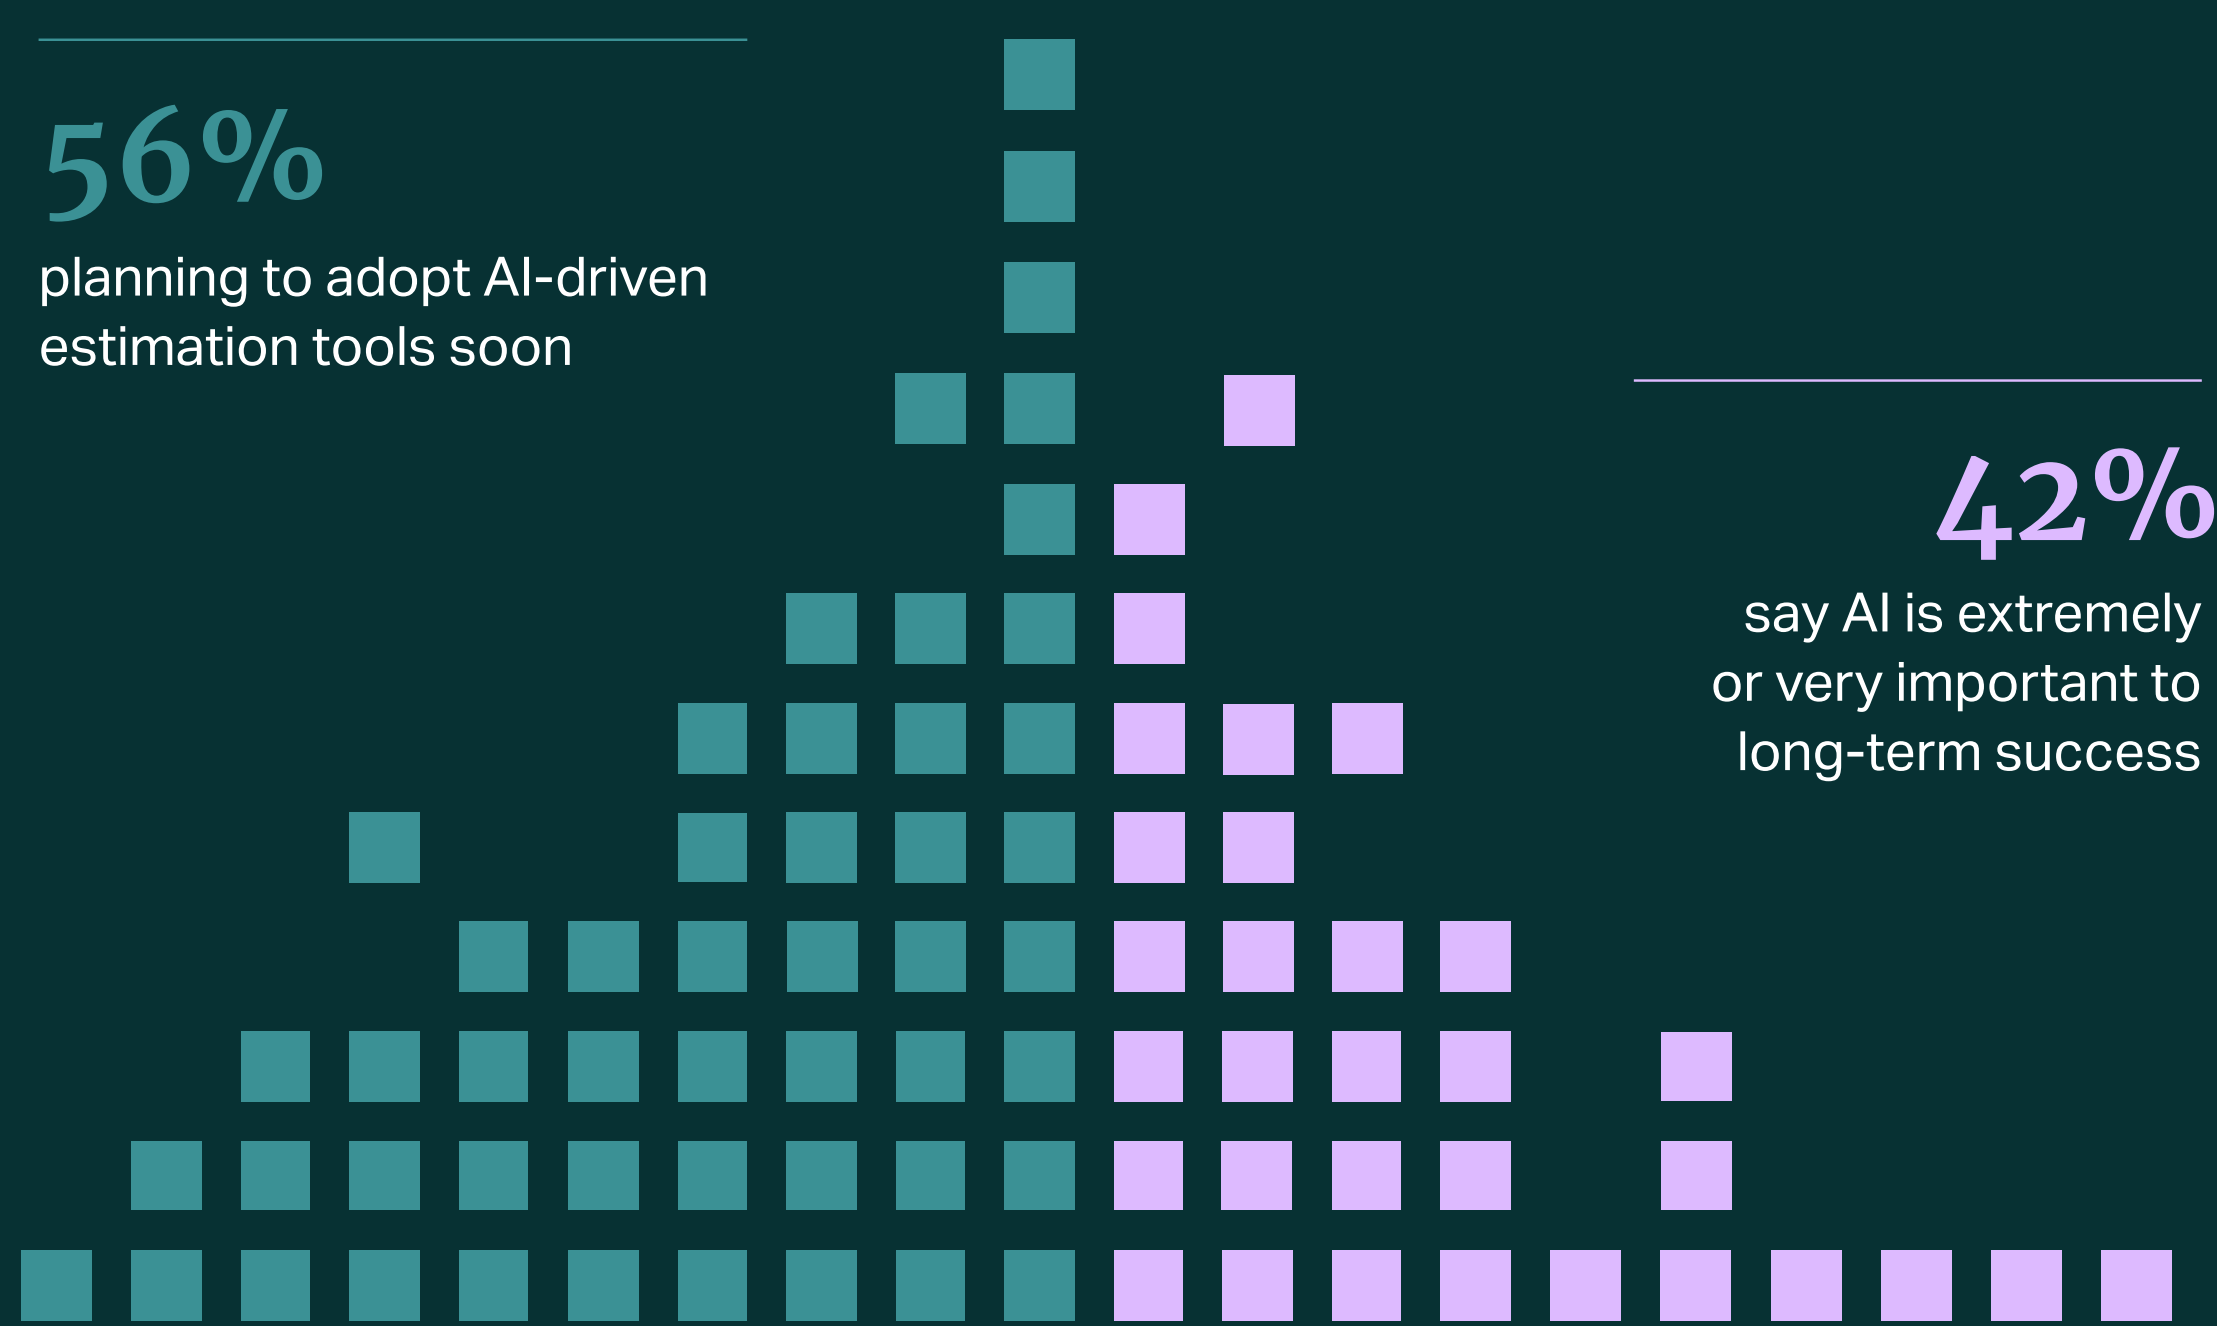 56%
planning to adopt AI-driven
estimation tools soon
42%
say AI is extremely
or very important to
long-term success